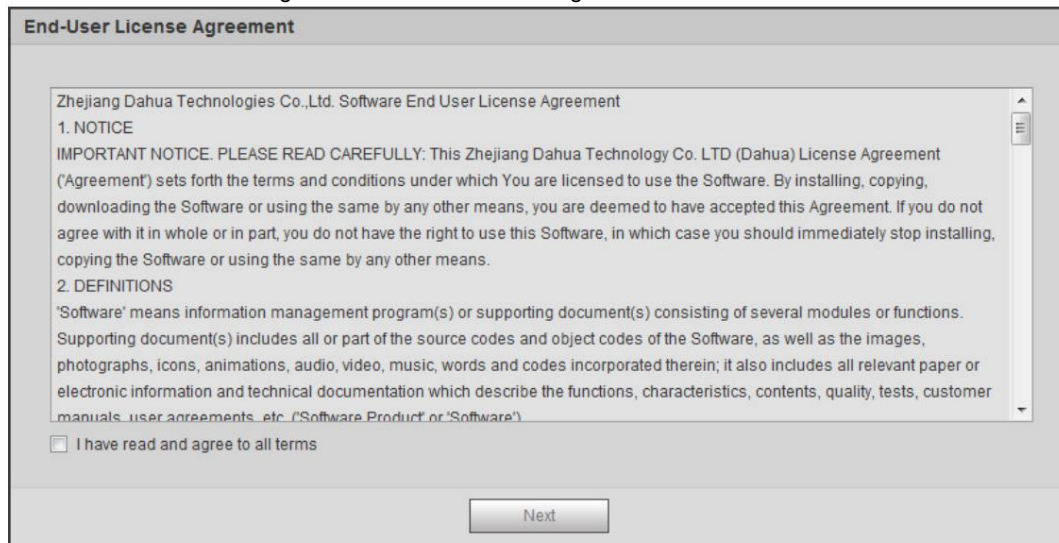 End-User License Agreement
Zhejiang Dahua Technologies Co.,Ltd. Software End User License Agreement
1. NOTICE
IMPORTANT NOTICE. PLEASE READ CAREFULLY: This Zhejiang Dahua Technology Co. LTD (Dahua) License Agreement
('Agreement') sets forth the terms and conditions under which You are licensed to use the Software. By installing, copying,
downloading the Software or using the same by any other means, you are deemed to have accepted this Agreement. If you do not
agree with it in whole or in part, you do not have the right to use this Software, in which case you should immediately stop installing,
copying the Software or using the same by any other means.
2. DEFINITIONS
'Software' means information management program(s) or supporting document(s) consisting of several modules or functions.
Supporting document(s) includes all or part of the source codes and object codes of the Software, as well as the images,
photographs, icons, animations, audio, video, music, words and codes incorporated therein; it also includes all relevant paper or
electronic information and technical documentation which describe the functions, characteristics, contents, quality, tests, customer
manuals, user agreements, etc. ('Software Product' or 'Software')
I have read and agree to all terms
Next